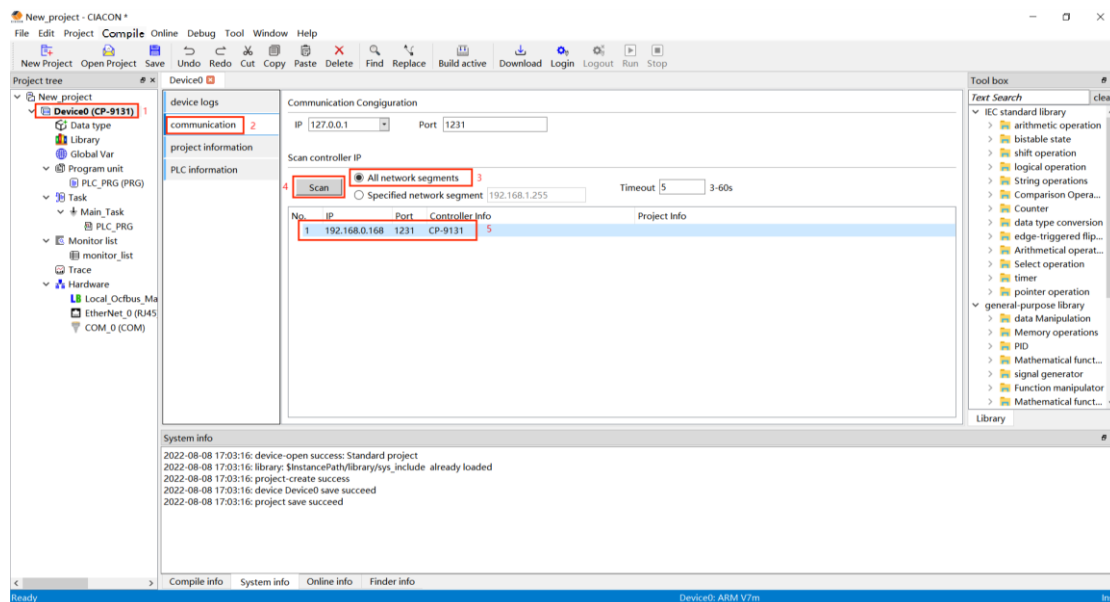 New_project - CIACON *
File Edit Project Compile Online Debug Tool Window Help
New Project Open Project Save Undo Redo Cut Copy Paste Delete Find Replace Build active Download Login Logout Run Stop
Project tree
New_project
Device0 (CP-9131) 1
Data type
Library
Global Var
Program unit
PLC_PRG (PRG)
Task
Main_Task
PLC_PRG
Monitor list
monitor_list
Trace
Hardware
Local_Ocfbus_Ma
EtherNet_0 (RJ45
COM_0 (COM)
Device0
device logs
communication 2
project information
PLC information
Communication Congiguration
IP 127.0.0.1 Port 1231
Scan controller IP
4 Scan
All network segments 3
Specified network segment 192.168.1.255
Timeout 5 3-60s
No. IP Port Controller Info Project Info
1 192.168.0.168 1231 CP-9131 5
Tool box
Text Search clea
IEC standard library
arithmetic operation
bistable state
shift operation
logical operation
String operations
Comparison Opera...
Counter
data type conversion
edge-triggered flip...
Arithmetical operat...
Select operation
timer
pointer operation
general-purpose library
data Manipulation
Memory operations
PID
Mathematical funct...
signal generator
Function manipulator
Mathematical funct...
Library
System info
2022-08-08 17:03:16: device-open success: Standard project
2022-08-08 17:03:16: library: $InstancePath/library/sys_include already loaded
2022-08-08 17:03:16: project-create success
2022-08-08 17:03:16: device Device0 save succeed
2022-08-08 17:03:16: project save succeed
Compile info System info Online info Finder info
Ready Device0: ARM V7m In